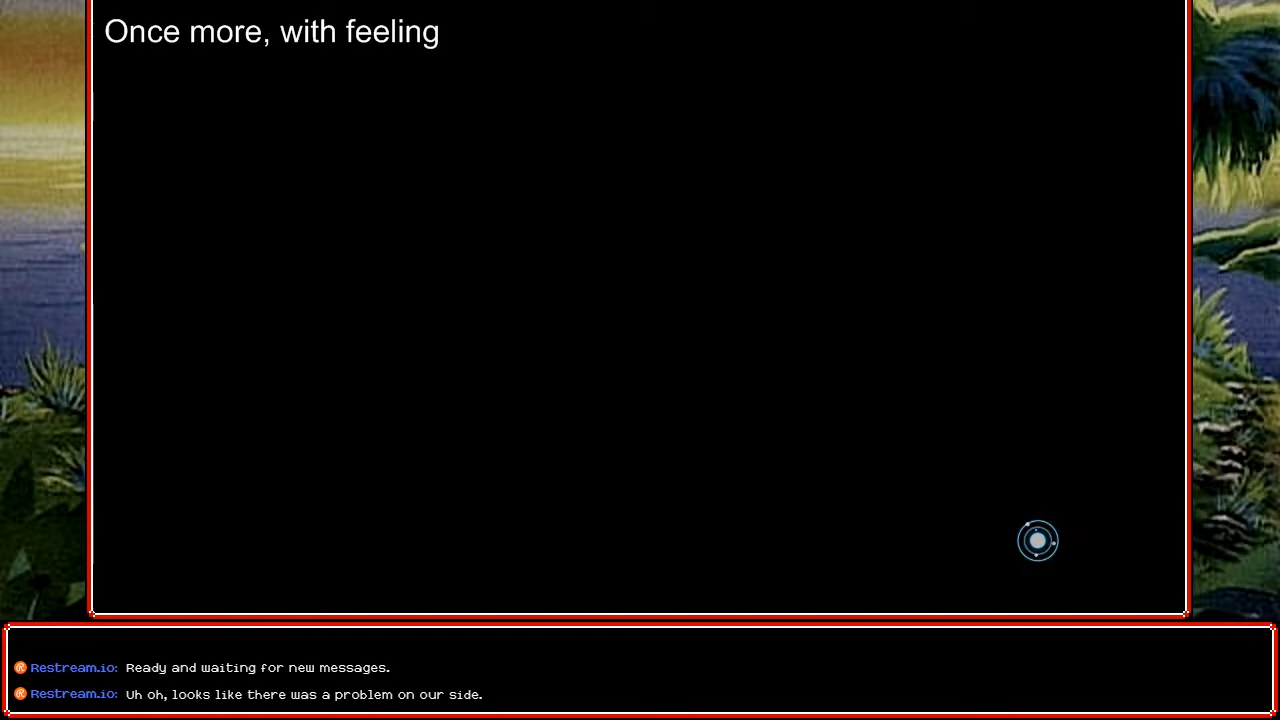 Once more, with feeling
Restream.io: Ready and waiting for new messages.
Restream.io: Uh oh, looks like there was a problem on our side.